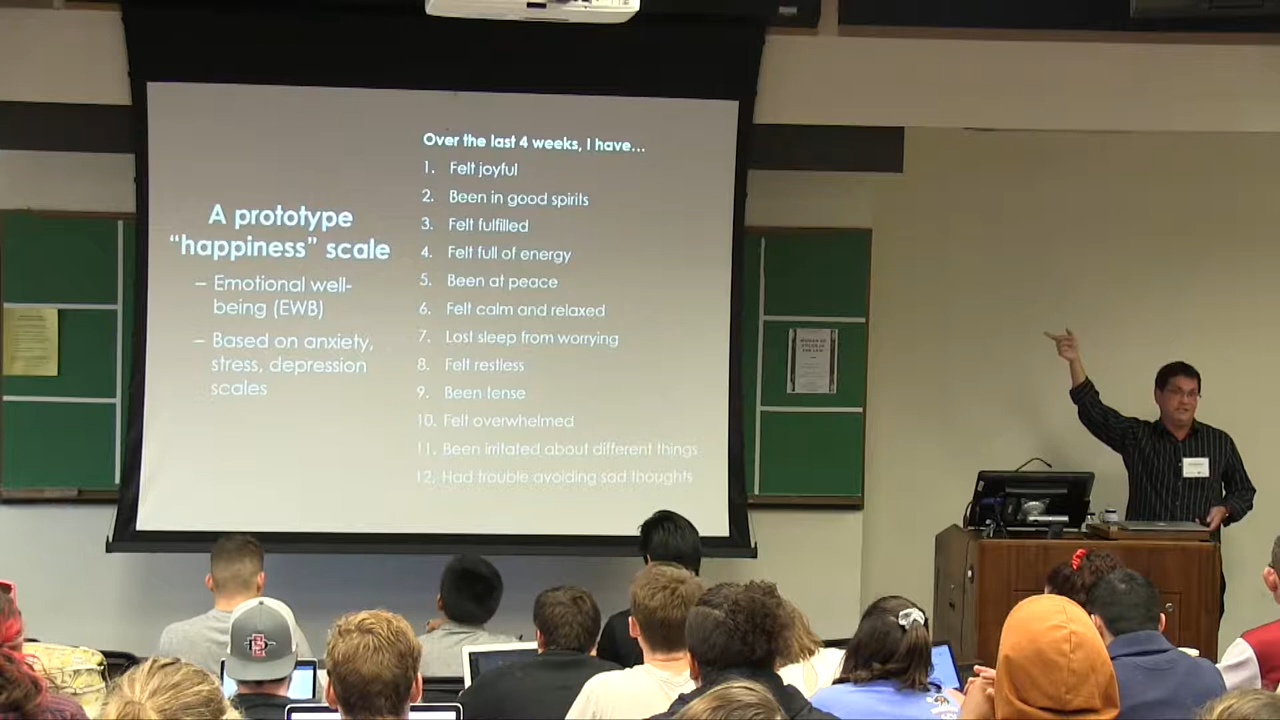 A prototype
“happiness” scale
– Emotional well-
being (EWB)
– Based on anxiety,
stress, depression
scales
Over the last 4 weeks, I have...
1. Felt joyful
2. Been in good spirits
3. Felt fulfilled
4. Felt full of energy
5. Been at peace
6. Felt calm and relaxed
7. Lost sleep from worrying
8. Felt restless
9. Been tense
10. Felt overwhelmed
11. Been irritated about different things
12. Had trouble avoiding sad thoughts